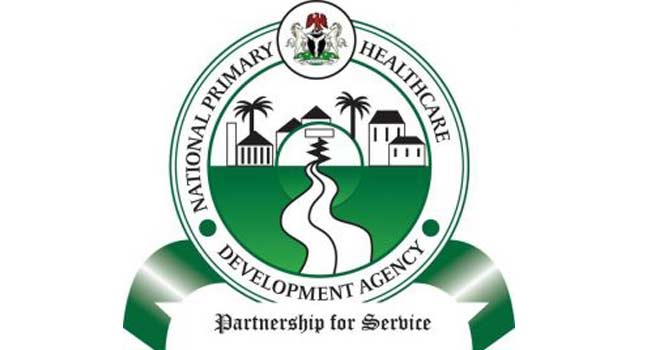 NATIONAL PRIMARY HEALTHCARE
DEVELOPMENT AGENCY
Partnership for Service